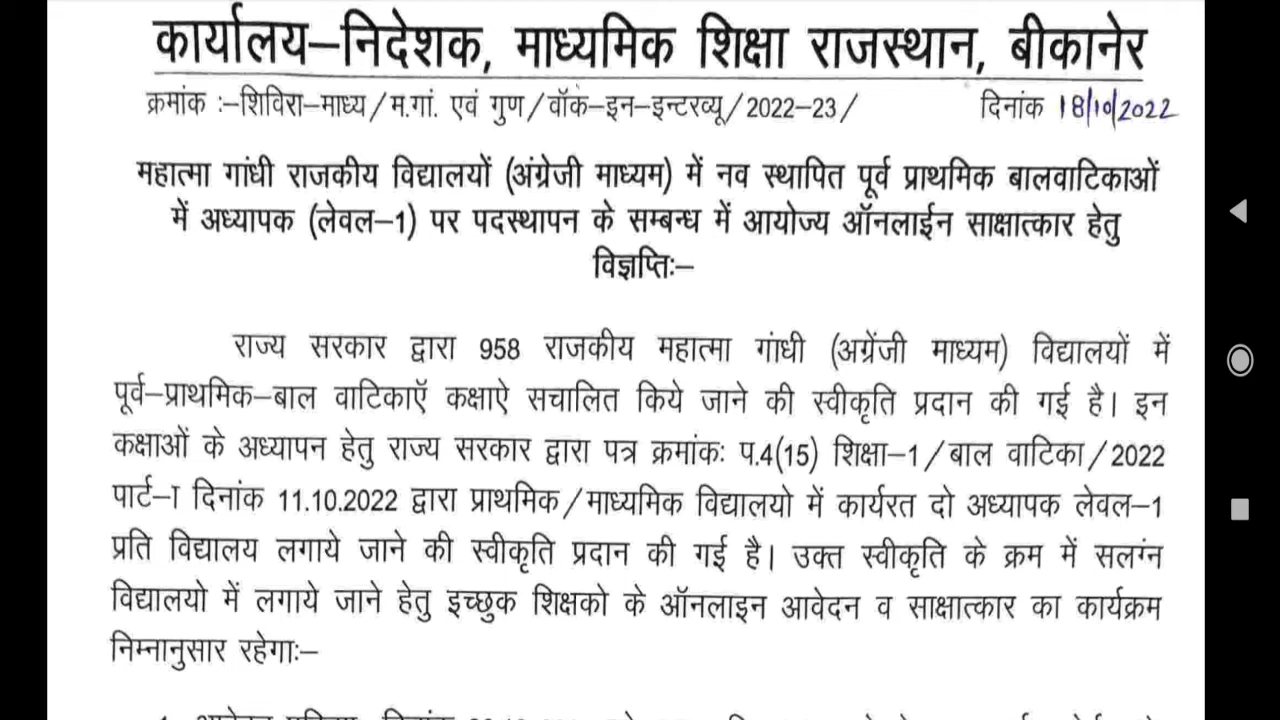 कार्यालय–निदेशक, माध्यमिक शिक्षा राजस्थान, बीकानेर
क्रमांक :–शिविरा–माध्य/म.गां. एवं गुण/वॉक–इन–इन्टरव्यू/2022–23/ दिनांक 18/10/2022
महात्मा गांधी राजकीय विद्यालयों (अंग्रेजी माध्यम) में नव स्थापित पूर्व प्राथमिक बालवाटिकाओं
में अध्यापक (लेवल–1) पर पदस्थापन के सम्बन्ध में आयोज्य ऑनलाईन साक्षात्कार हेतु
विज्ञप्तिः–
राज्य सरकार द्वारा 958 राजकीय महात्मा गांधी (अग्रेंजी माध्यम) विद्यालयों में
पूर्व–प्राथमिक–बाल वाटिकाऍ कक्षाऐ सचालित किये जाने की स्वीकृति प्रदान की गई है। इन
कक्षाओं के अध्यापन हेतु राज्य सरकार द्वारा पत्र क्रमांकः प.4(15) शिक्षा–1/बाल वाटिका/2022
पार्ट–ा दिनांक 11.10.2022 द्वारा प्राथमिक/माध्यमिक विद्यालयो में कार्यरत दो अध्यापक लेवल–1
प्रति विद्यालय लगाये जाने की स्वीकृति प्रदान की गई है। उक्त स्वीकृति के क्रम में सलग्ंन
विद्यालयो में लगाये जाने हेतु इच्छुक शिक्षको के ऑनलाइन आवेदन व साक्षात्कार का कार्यक्रम
निम्नानुसार रहेगाः–